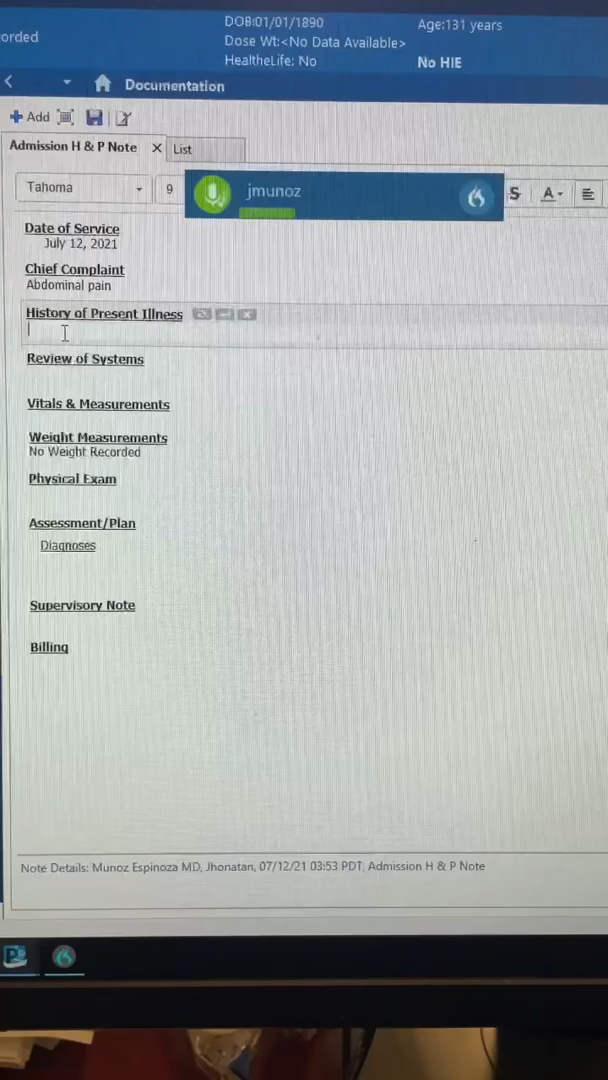 DOB:01/01/1890
Age:131 years
orded
Dose Wt:<No Data Available>
HealtheLife: No
No HIE
Documentation
Add
Admission H & P Note
List
Tahoma
9
jmunoz
S
A
Date of Service
July 12, 2021
Chief Complaint
Abdominal pain
History of Present Illness
Review of Systems
Vitals & Measurements
Weight Measurements
No Weight Recorded
Physical Exam
Assessment/Plan
Diagnoses
Supervisory Note
Billing
Note Details: Munoz Espinoza MD, Jhonatan, 07/12/21 03:53 PDT, Admission H & P Note